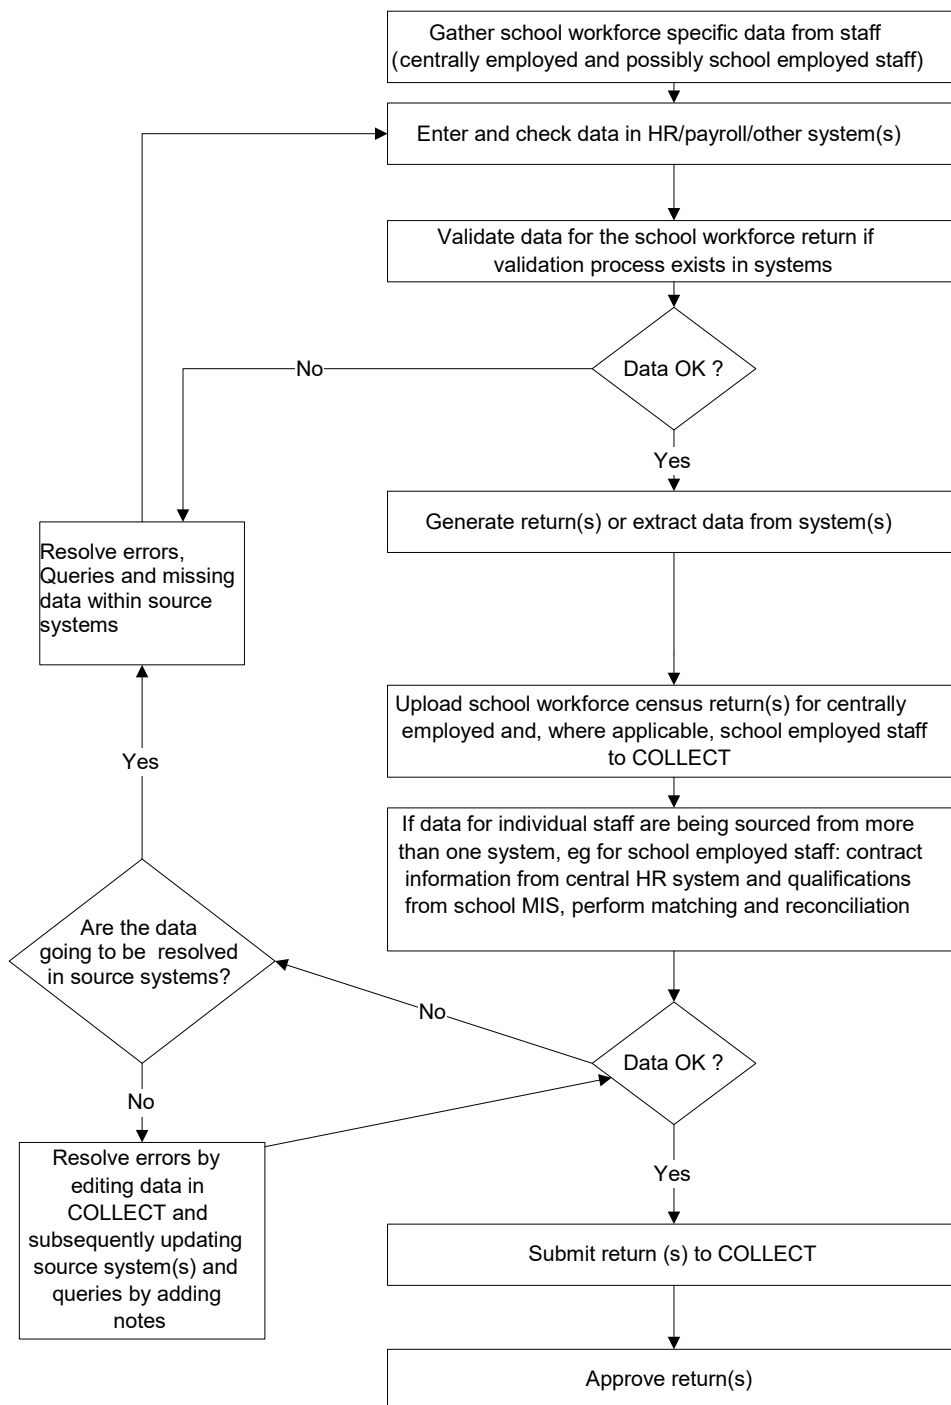 Gather school workforce specific data from staff
(centrally employed and possibly school employed staff)
Enter and check data in HR/payroll/other system(s)
Validate data for the school workforce return if
validation process exists in systems
No
Data OK ?
Yes
Generate return(s) or extract data from system(s)
Resolve errors,
Queries and missing
data within source
systems
Upload school workforce census return(s) for centrally
employed and, where applicable, school employed staff
to COLLECT
Yes
If data for individual staff are being sourced from more
than one system, eg for school employed staff: contract
information from central HR system and qualifications
from school MIS, perform matching and reconciliation
Are the data
going to be resolved
in source systems?
No
Data OK ?
No
Resolve errors by
editing data in
COLLECT and
subsequently updating
source system(s) and
queries by adding
notes
Yes
Submit return (s) to COLLECT
Approve return(s)